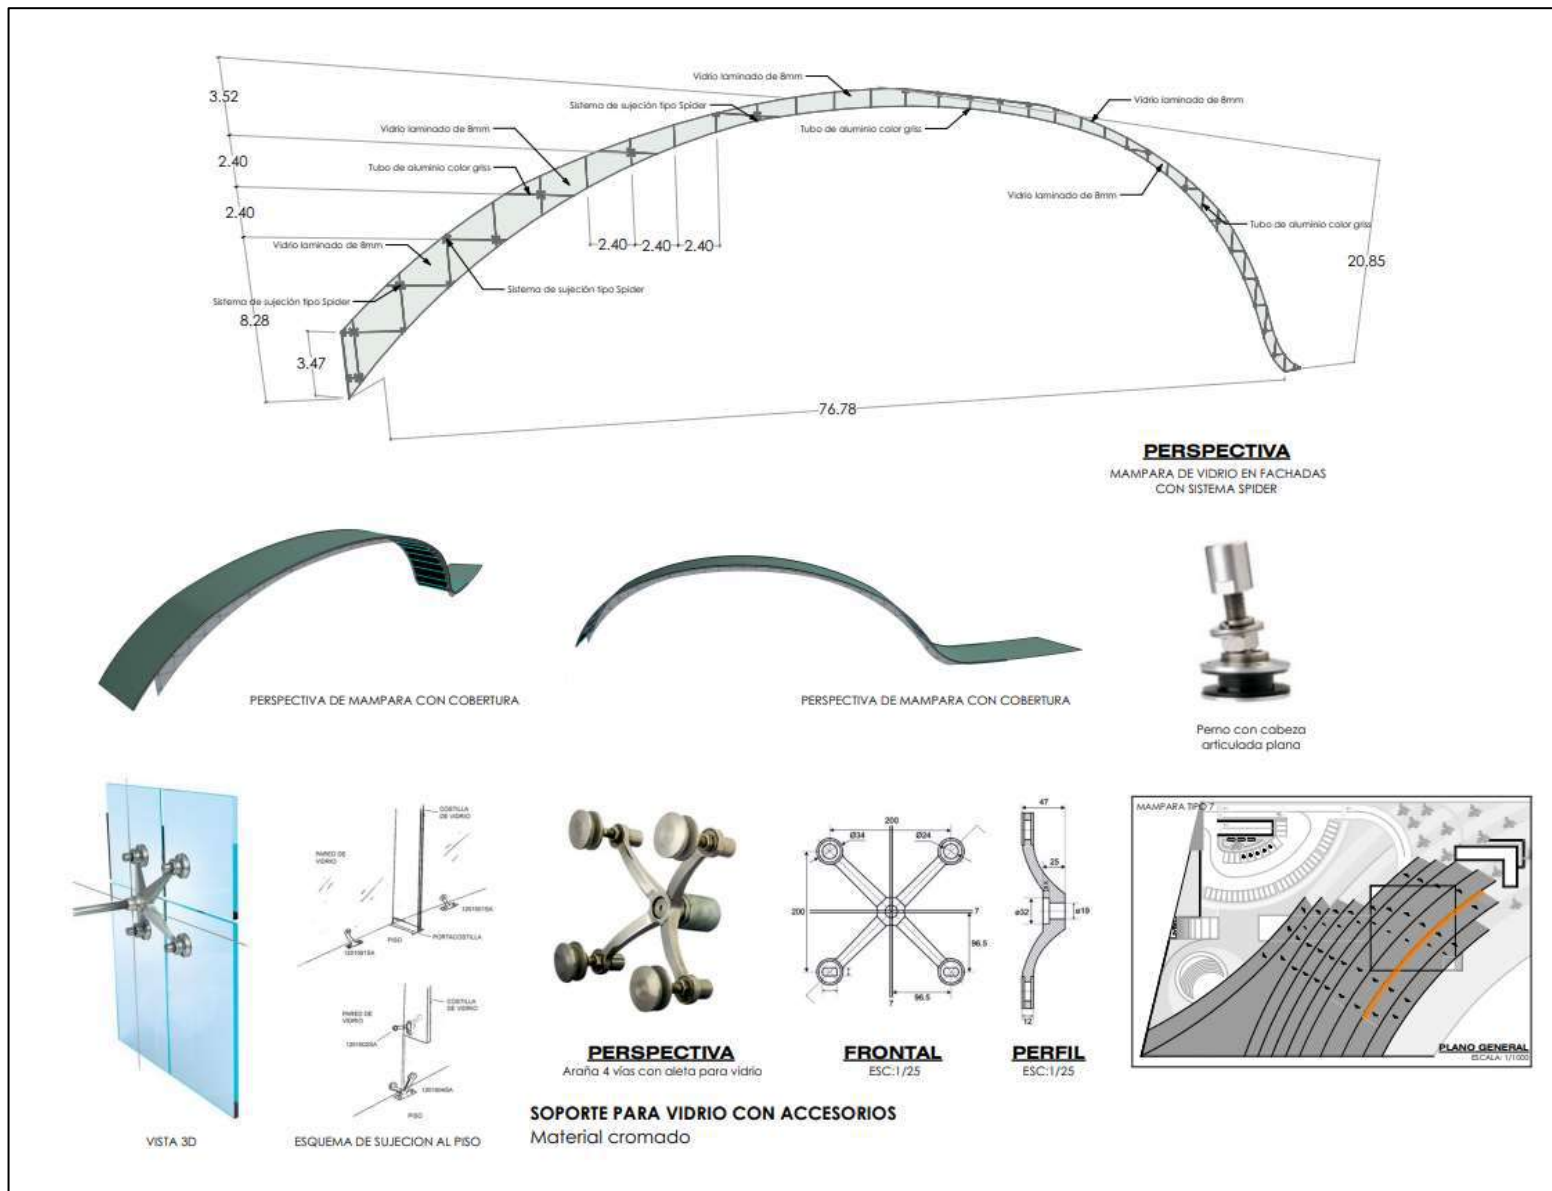 Vidrio laminado de 8mm
3.52
Sistema de sujeción tipo Spider
Vidrio laminado de 8mm
Vidrio laminado de 8mm
Tubo de aluminio color griss
2.40
Tubo de aluminio color griss
Vidrio laminado de 8mm
2.40
Tubo de aluminio color griss
Vidrio laminado de 8mm
2.40
2.40
2.40
20.85
Sistema de sujeción tipo Spider
Sistema de sujeción tipo Spider
8.28
3.47
76.78
PERSPECTIVA
MAMPARA DE VIDRIO EN FACHADAS
CON SISTEMA SPIDER
PERSPECTIVA DE MAMPARA CON COBERTURA
PERSPECTIVA DE MAMPARA CON COBERTURA
Perno con cabeza
articulada plana
COSTILLA
DE VIDRIO
PARED DE
VIDRIO
PISO
PORTACOSTILLA
COSTILLA
DE VIDRIO
PARED DE
VIDRIO
PISO
200
Ø34
Ø24
200
7
96.5
96.5
7
47
25
ø32
ø19
12
MAMPARA TIPO 7
PLANO GENERAL
ESCALA: 1/1000
PERSPECTIVA
Araña 4 vías con aleta para vidrio
FRONTAL
ESC:1/25
PERFIL
ESC:1/25
SOPORTE PARA VIDRIO CON ACCESORIOS
Material cromado
VISTA 3D
ESQUEMA DE SUJECION AL PISO